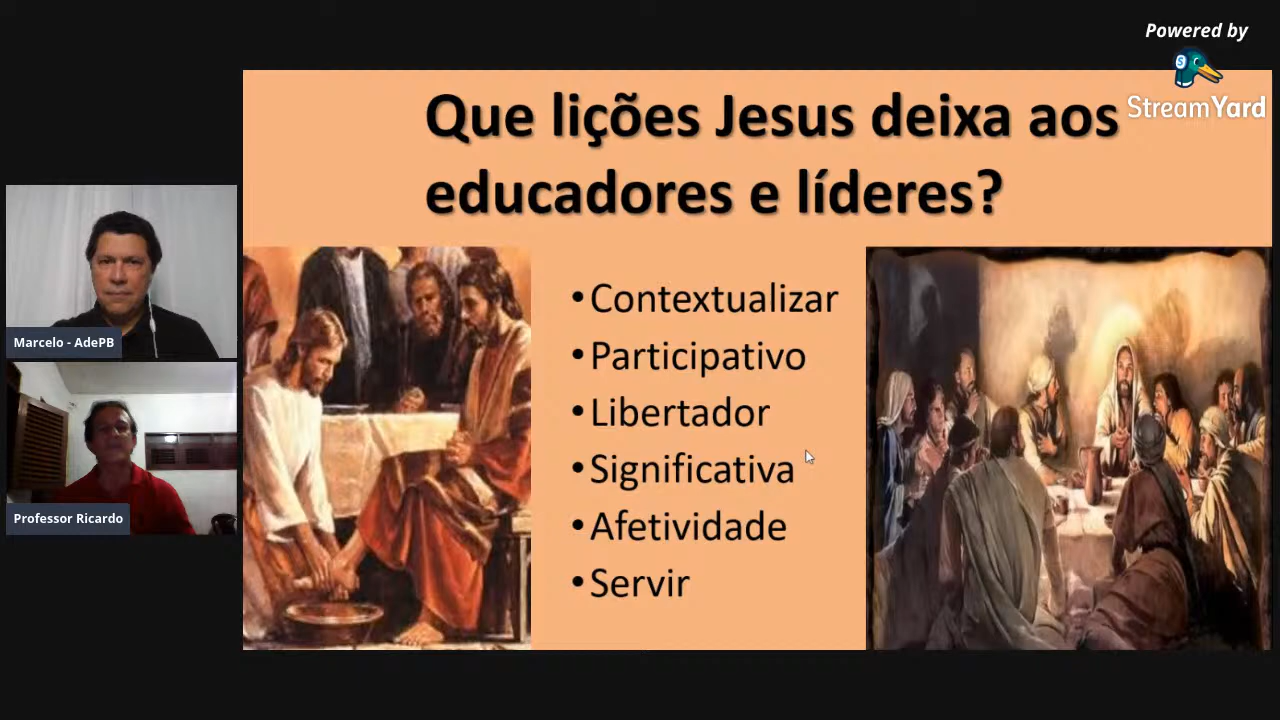 Powered by
StreamYard
Que lições Jesus deixa aos
educadores e líderes?
•Contextualizar
•Participativo
•Libertador
•Significativa
•Afetividade
•Servir
Marcelo - AdePB
Professor Ricardo